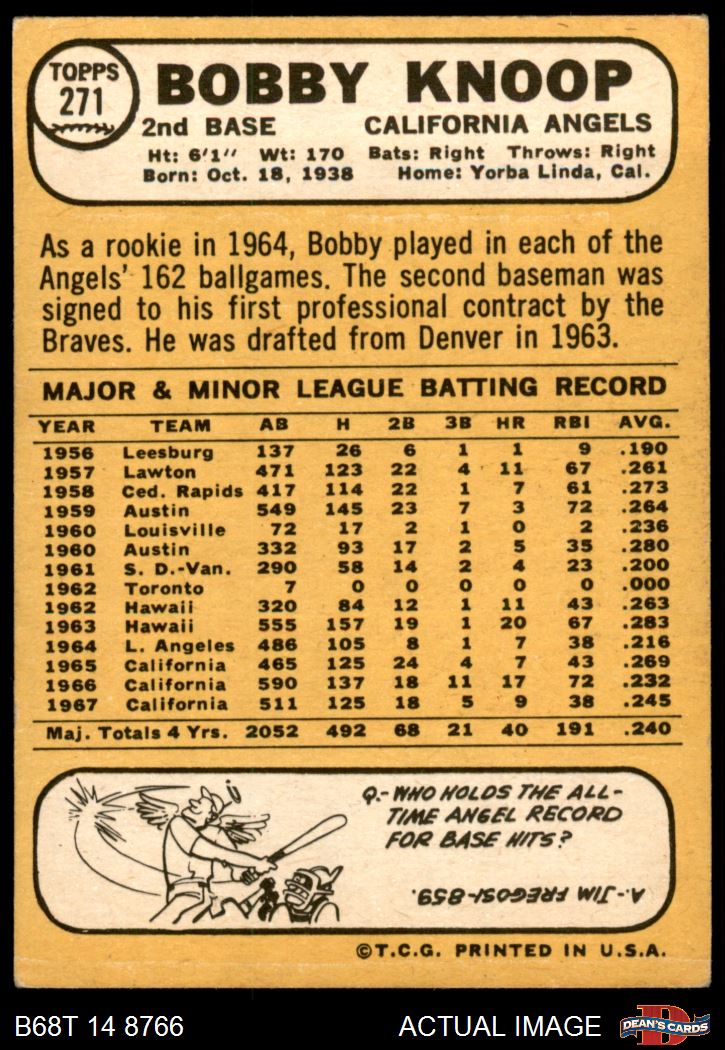 TOPPS
271
BOBBY KNOOP
2nd BASE CALIFORNIA ANGELS
Ht: 6'1" Wt: 170 Bats: Right Throws: Right
Born: Oct. 18, 1938 Home: Yorba Linda, Cal.
As a rookie in 1964, Bobby played in each of the
Angels' 162 ballgames. The second baseman was
signed to his first professional contract by the
Braves. He was drafted from Denver in 1963.
MAJOR & MINOR LEAGUE BATTING RECORD
YEAR TEAM AB H 2B 3B HR RBI AVG.
1956 Leesburg 137 26 6 1 1 9 .190
1957 Lawton 471 123 22 4 11 67 .261
1958 Ced. Rapids 417 114 22 1 7 61 .273
1959 Austin 549 145 23 7 3 72 .264
1960 Louisville 72 17 2 1 0 2 .236
1960 Austin 332 93 17 2 5 35 .280
1961 S. D.-Van. 290 58 14 2 4 23 .200
1962 Toronto 7 0 0 0 0 0 .000
1962 Hawaii 320 84 12 1 11 43 .263
1963 Hawaii 555 157 19 1 20 67 .283
1964 L. Angeles 486 105 8 1 7 38 .216
1965 California 465 125 24 4 7 43 .269
1966 California 590 137 18 11 17 72 .232
1967 California 511 125 18 5 9 38 .245
Maj. Totals 4 Yrs. 2052 492 68 21 40 191 .240
Q.- WHO HOLDS THE ALL-
TIME ANGEL RECORD
FOR BASE HITS?
A-. JIM FREGOSI-859.
©T.C.G. PRINTED IN U.S.A.
B68T 14 8766 ACTUAL IMAGE DEAN'S CARDS